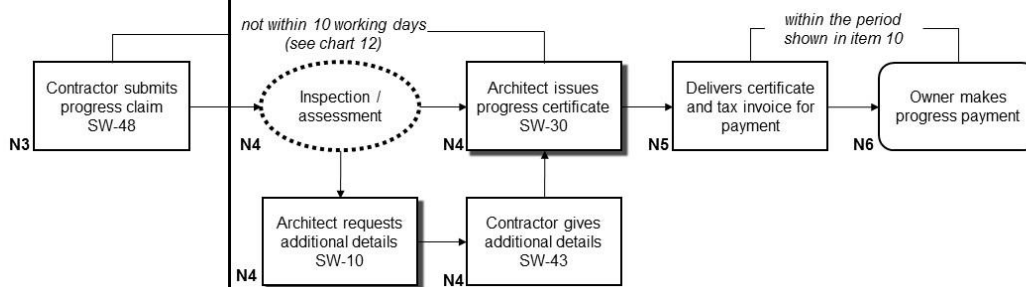 not within 10 working days
(see chart 12)
within the period
shown in item 10
Contractor submits
progress claim
SW-48
N3
Inspection /
assessment
N4
Architect issues
progress certificate
SW-30
N4
Delivers certificate
and tax invoice for
payment
N5
Owner makes
progress payment
N6
Architect requests
additional details
SW-10
N4
Contractor gives
additional details
SW-43
N4